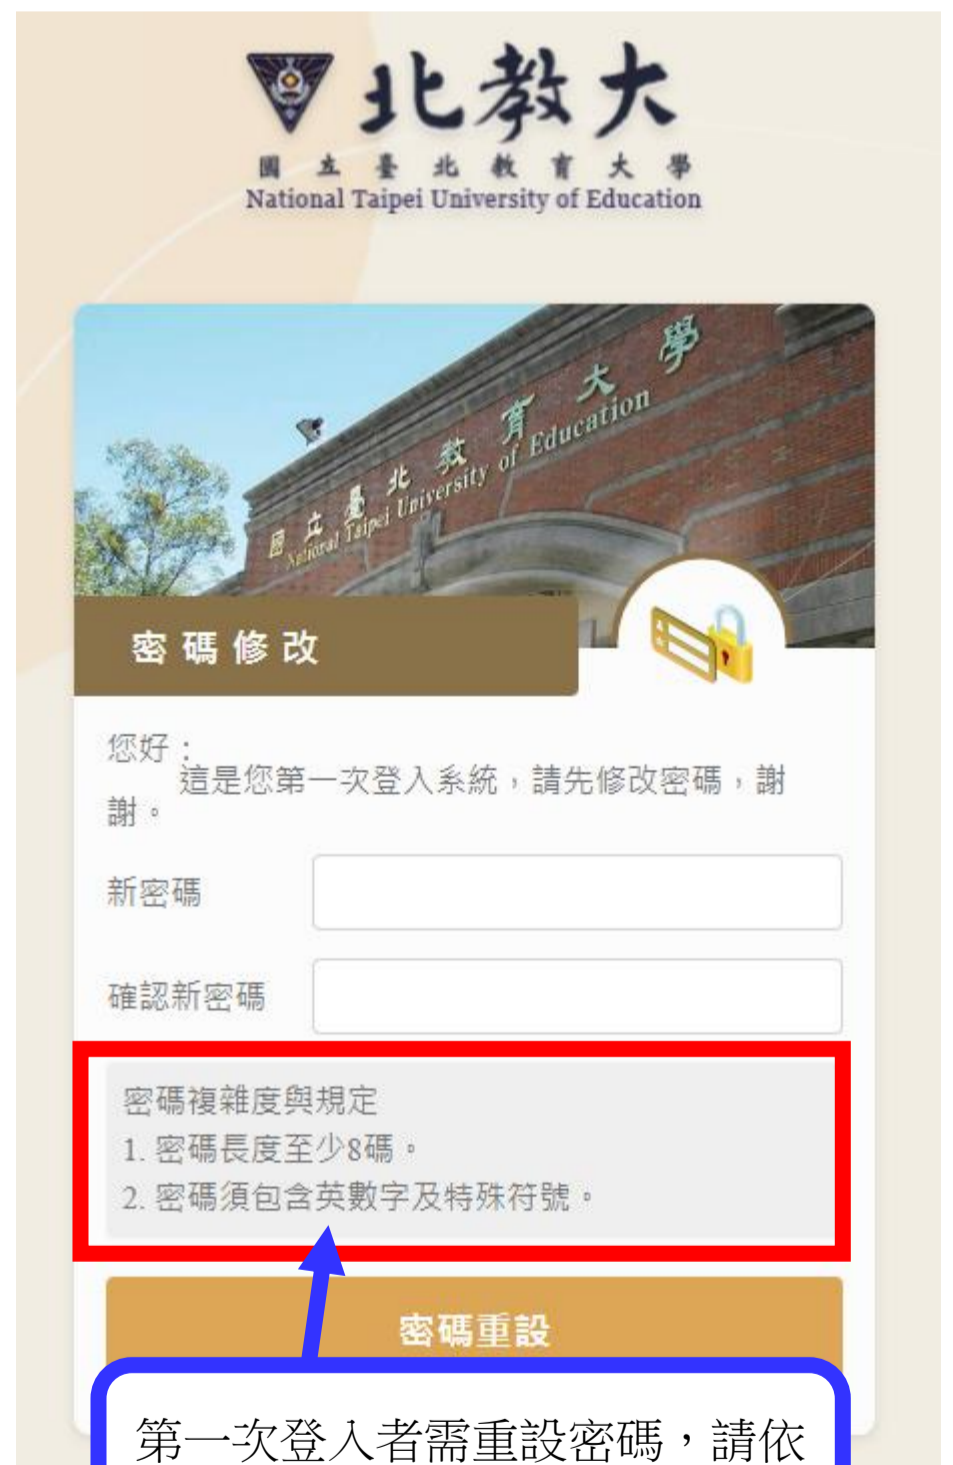 北教大
國立臺北教育大學
National Taipei University of Education
國立臺北教育大學
National Taipei University of Education
密碼修改
您好：
這是您第一次登入系統，請先修改密碼，謝
謝。
新密碼
確認新密碼
密碼複雜度與規定
1. 密碼長度至少8碼。
2. 密碼須包含英數字及特殊符號。
密碼重設
第一次登入者需重設密碼，請依